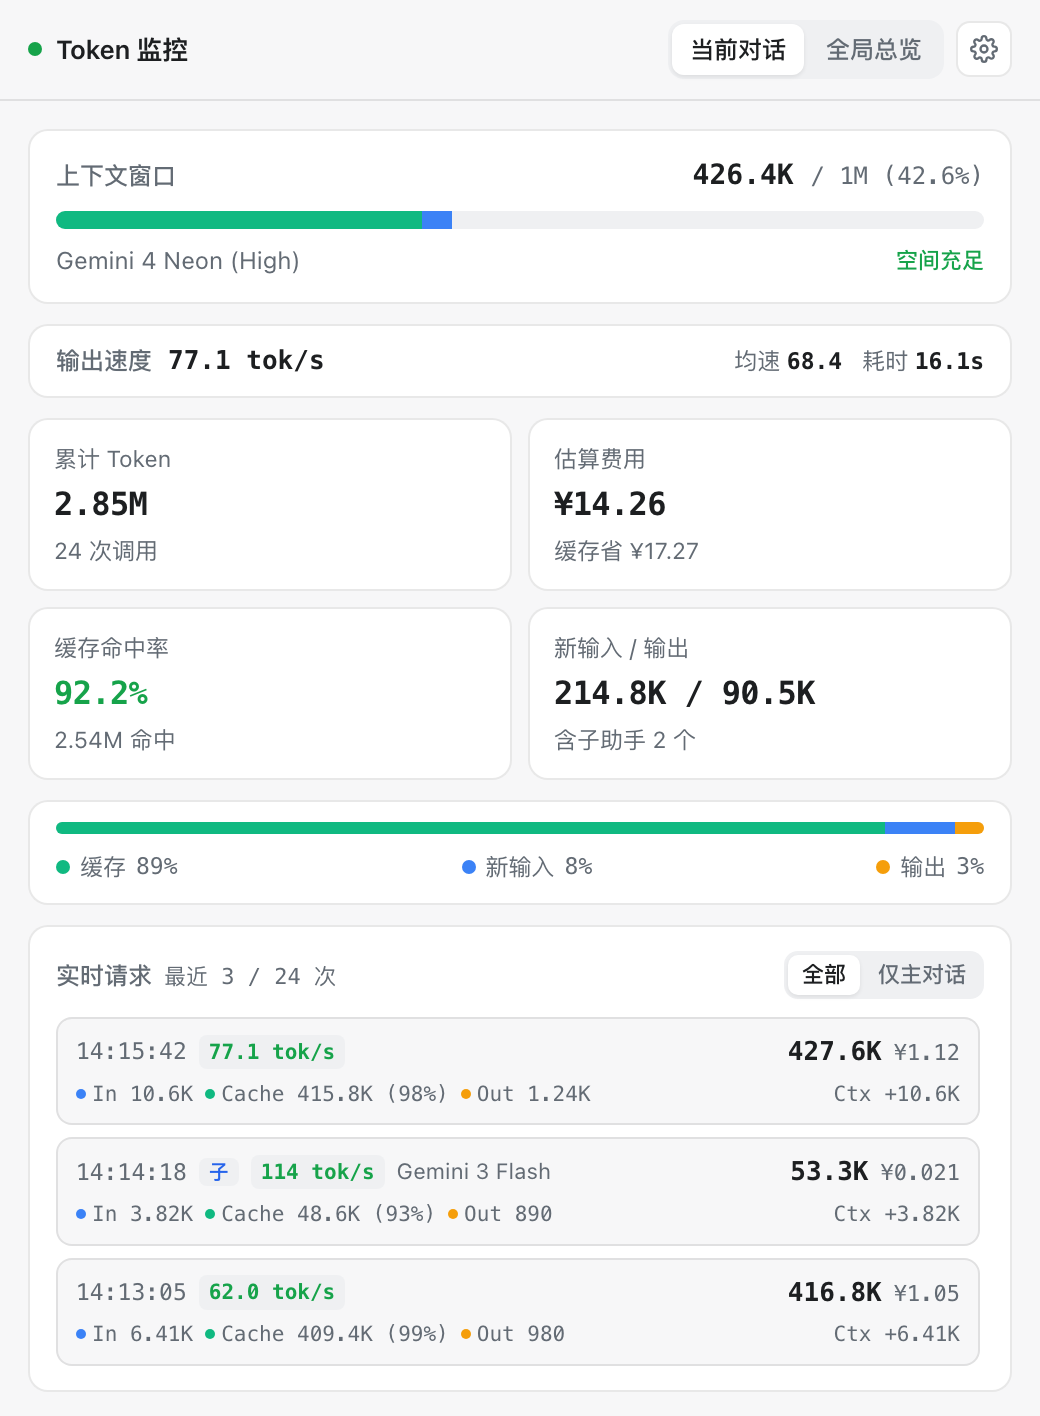 Token 监控
当前对话 全局总览
上下文窗口 426.4K / 1M (42.6%)
Gemini 4 Neon (High) 空间充足
输出速度 77.1 tok/s 均速 68.4 耗时 16.1s
累计 Token
2.85M
24 次调用
估算费用
¥14.26
缓存省 ¥17.27
缓存命中率
92.2%
2.54M 命中
新输入 / 输出
214.8K / 90.5K
含子助手 2 个
缓存 89% 新输入 8% 输出 3%
实时请求 最近 3 / 24 次 全部 仅主对话
14:15:42 77.1 tok/s 427.6K ¥1.12
In 10.6K Cache 415.8K (98%) Out 1.24K Ctx +10.6K
14:14:18 子 114 tok/s Gemini 3 Flash 53.3K ¥0.021
In 3.82K Cache 48.6K (93%) Out 890 Ctx +3.82K
14:13:05 62.0 tok/s 416.8K ¥1.05
In 6.41K Cache 409.4K (99%) Out 980 Ctx +6.41K